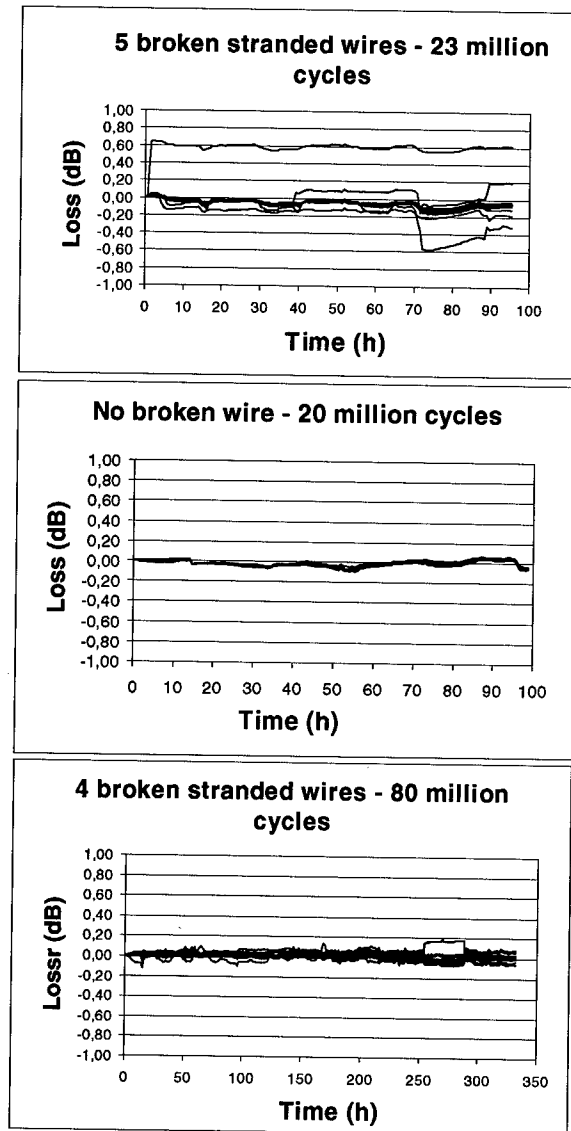 5 broken stranded wires - 23 million
cycles
1,00
0,80
0,60
0,40
0,20
0,00
-0,20
-0,40
-0,60
-0,80
-1,00
Loss (dB)
0 10 20 30 40 50 60 70 80 90 100
Time (h)
No broken wire - 20 million cycles
1,00
0,80
0,60
0,40
0,20
0,00
-0,20
-0,40
-0,60
-0,80
-1,00
Loss (dB)
0 10 20 30 40 50 60 70 80 90 100
Time (h)
4 broken stranded wires - 80 million
cycles
1,00
0,80
0,60
0,40
0,20
0,00
-0,20
-0,40
-0,60
-0,80
-1,00
Lossr (dB)
0 50 100 150 200 250 300 350
Time (h)